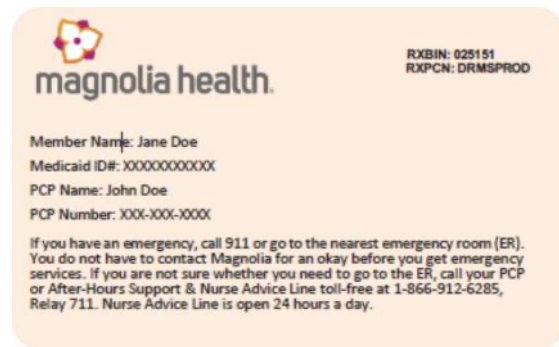 magnolia health.
RXBIN: 025151
RXPCN: DRMSPROD
Member Name: Jane Doe
Medicaid ID#: XXXXXXXXXXX
PCP Name: John Doe
PCP Number: XXX-XXX-XXXX
If you have an emergency, call 911 or go to the nearest emergency room (ER).
You do not have to contact Magnolia for an okay before you get emergency
services. If you are not sure whether you need to go to the ER, call your PCP
or After-Hours Support & Nurse Advice Line toll-free at 1-866-912-6285,
Relay 711. Nurse Advice Line is open 24 hours a day.